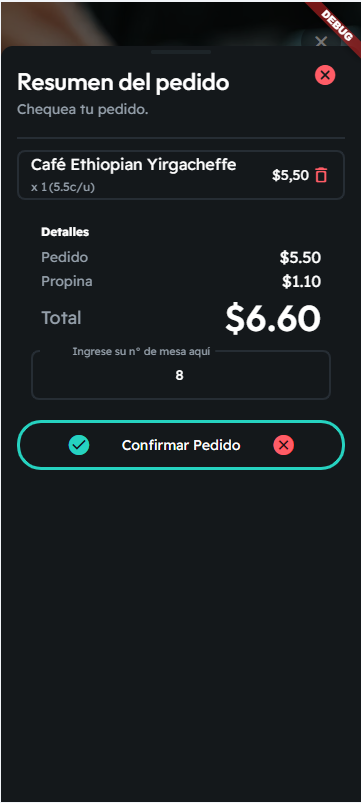 DEBUG
Resumen del pedido
Chequea tu pedido.
Café Ethiopian Yirgacheffe
x 1 (5.5c/u)
$5,50
Detalles
Pedido $5.50
Propina $1.10
Total $6.60
Ingrese su n° de mesa aquí
8
Confirmar Pedido